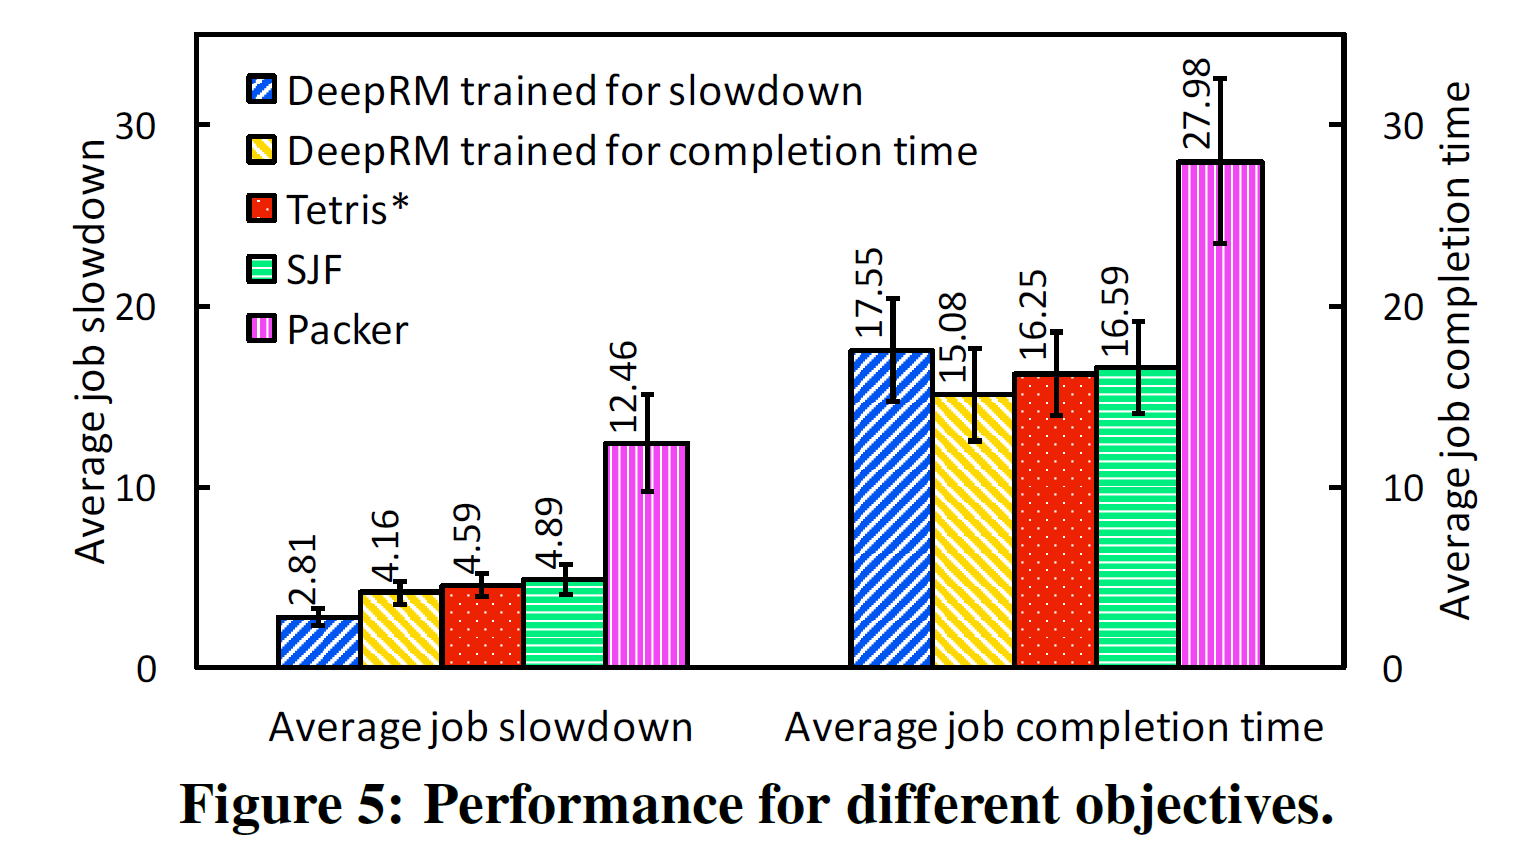 DeepRM trained for slowdown
DeepRM trained for completion time
Tetris*
SJF
Packer
Average job slowdown
30
20
10
0
2.81
4.16
4.59
4.89
12.46
17.55
15.08
16.25
16.59
27.98
30
20
10
0
Average job completion time
Average job slowdown
Average job completion time
Figure 5: Performance for different objectives.